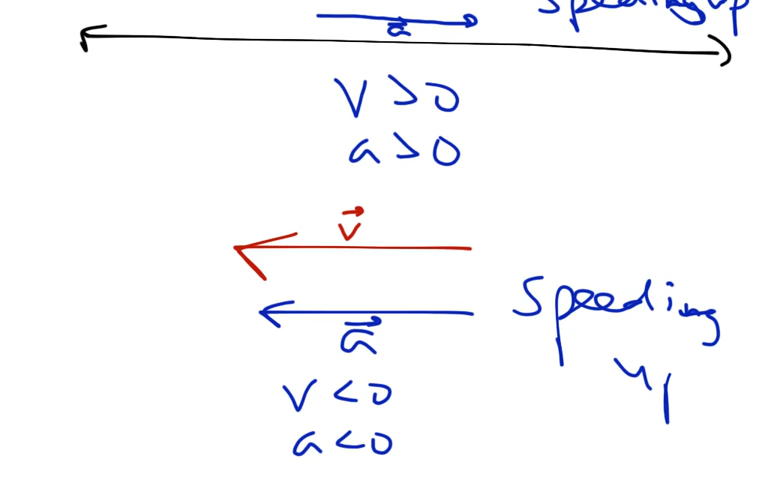 a⃗ speeding up
v > 0
a > 0
v⃗
a⃗
Speeding
up
v < 0
a < 0